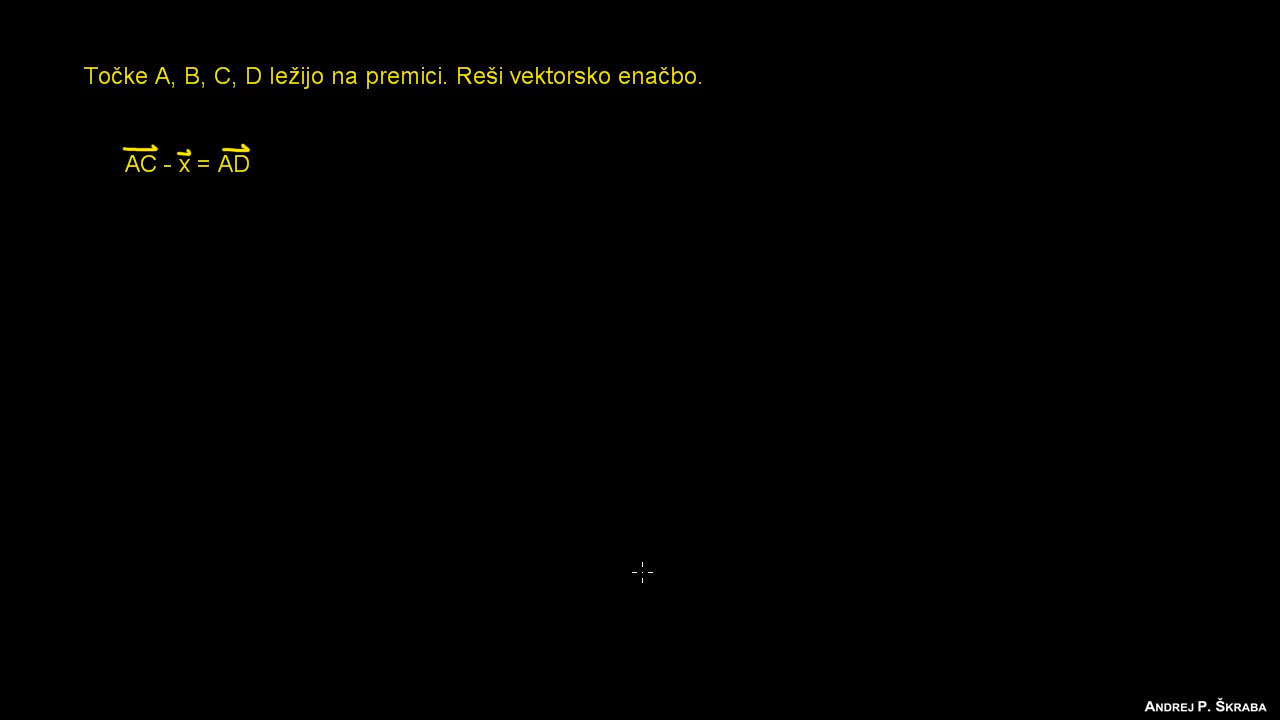 Točke A, B, C, D ležijo na premici. Reši vektorsko enačbo.
AC - x = AD
ANDREJ P. ŠKRABA